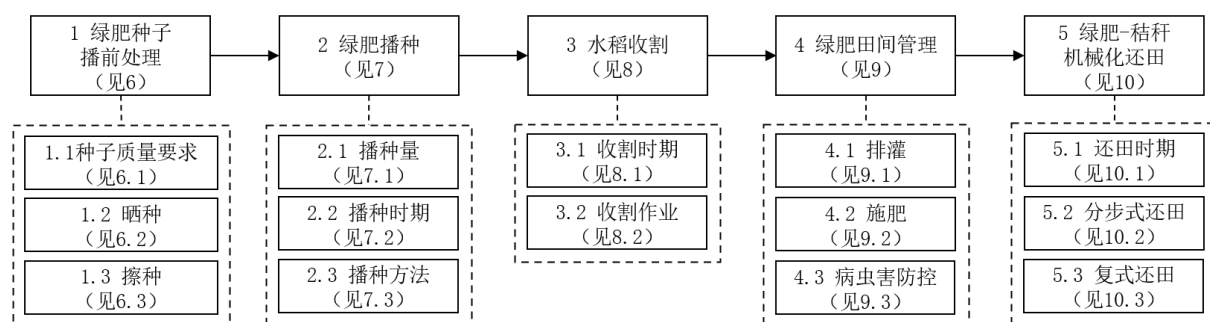 1 绿肥种子
播前处理
（见6）
2 绿肥播种
（见7）
3 水稻收割
（见8）
4 绿肥田间管理
（见9）
5 绿肥-秸秆
机械化还田
（见10）
1.1种子质量要求
（见6.1）
1.2 晒种
（见6.2）
1.3 擦种
（见6.3）
2.1 播种量
（见7.1）
2.2 播种时期
（见7.2）
2.3 播种方法
（见7.3）
3.1 收割时期
（见8.1）
3.2 收割作业
（见8.2）
4.1 排灌
（见9.1）
4.2 施肥
（见9.2）
4.3 病虫害防控
（见9.3）
5.1 还田时期
（见10.1）
5.2 分步式还田
（见10.2）
5.3 复式还田
（见10.3）